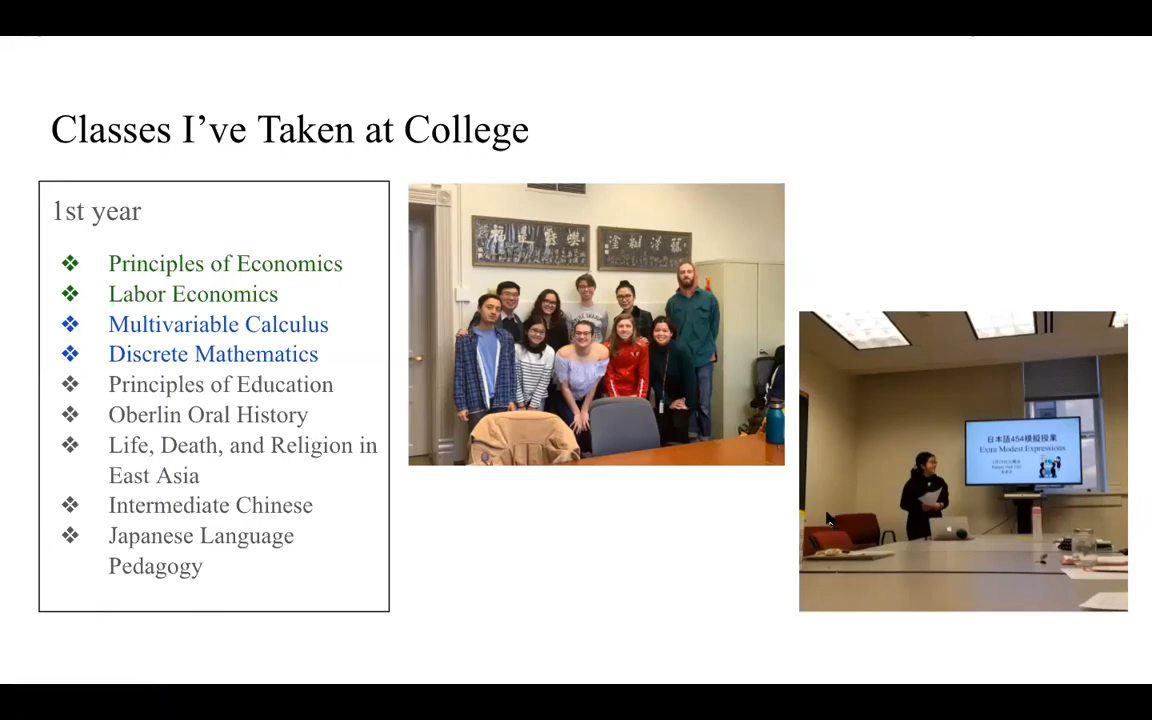 Classes I've Taken at College
1st year
Principles of Economics
Labor Economics
Multivariable Calculus
Discrete Mathematics
Principles of Education
Oberlin Oral History
Life, Death, and Religion in
East Asia
Intermediate Chinese
Japanese Language
Pedagogy
日本語454模擬授業
Extra Modest Expressions